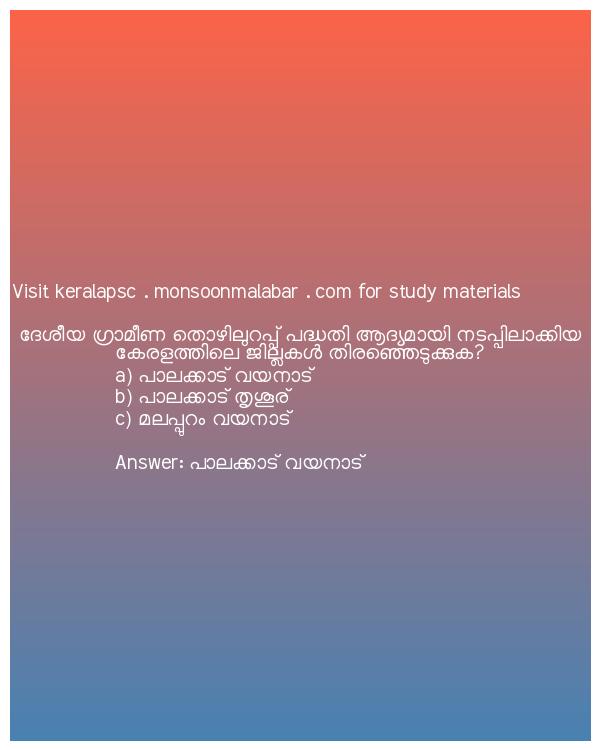 Visit keralapsc . monsoonmalabar . com for study materials
ദേശീയ ഗ്രാമീണ തൊഴിലുറപ്പ് പദ്ധതി ആദ്യമായി നടപ്പിലാക്കിയ
കേരളത്തിലെ ജില്ലകൾ തിരഞ്ഞെടുക്കുക?
a) പാലക്കാട് വയനാട്
b) പാലക്കാട് തൃശൂര്
c) മലപ്പുറം വയനാട്
Answer: പാലക്കാട് വയനാട്